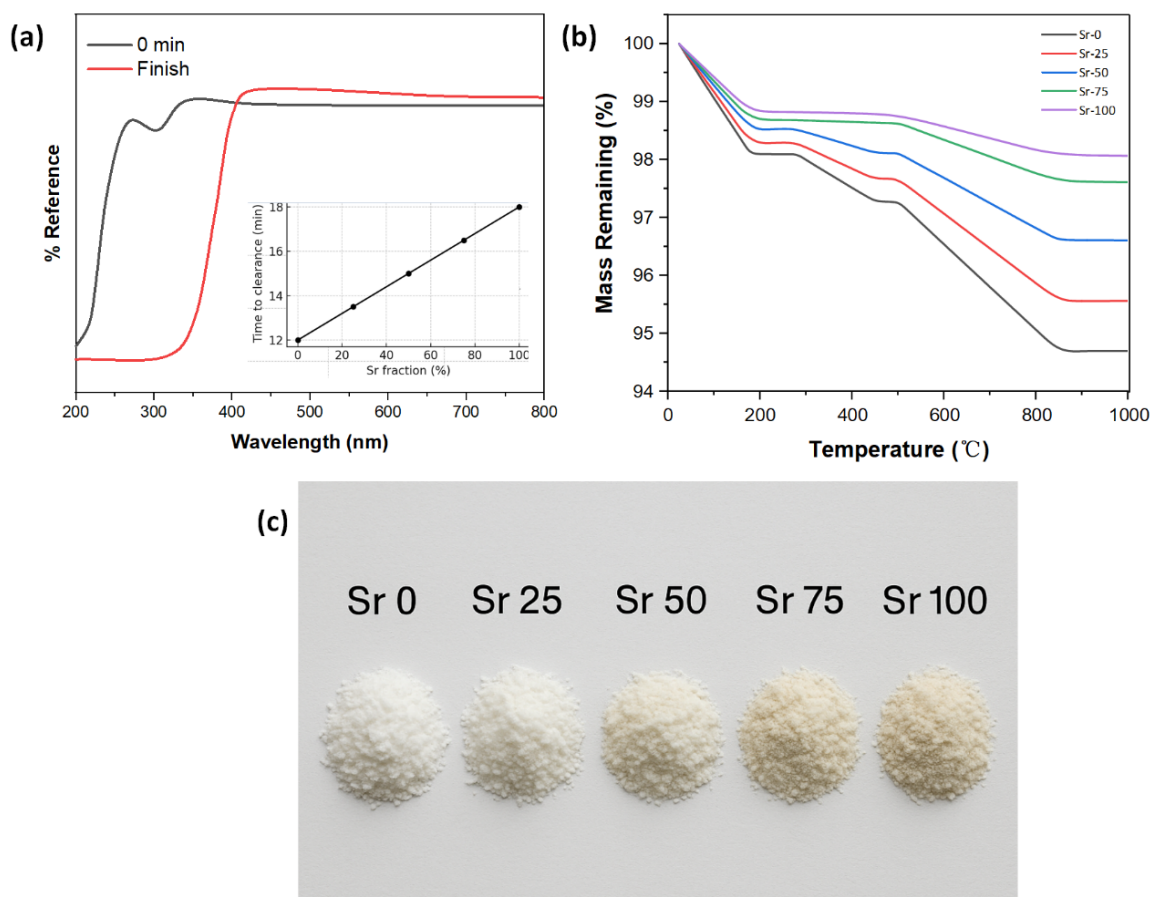 (a)
0 min
Finish
% Reference
Time to clearance (min)
18
16
14
12
0 20 40 60 80 100
Sr fraction (%)
200 300 400 500 600 700 800
Wavelength (nm)
(b)
Sr-0
Sr-25
Sr-50
Sr-75
Sr-100
Mass Remaining (%)
100
99
98
97
96
95
94
0 200 400 600 800 1000
Temperature (℃)
(c)
Sr 0 Sr 25 Sr 50 Sr 75 Sr 100